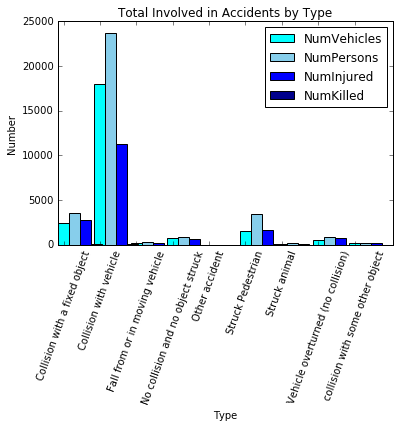 Total Involved in Accidents by Type
25000
20000
15000
10000
5000
0
Number
NumVehicles
NumPersons
NumInjured
NumKilled
Collision with a fixed object
Collision with vehicle
Fall from or in moving vehicle
No collision and no object struck
Other accident
Struck Pedestrian
Struck animal
Vehicle overturned (no collision)
collision with some other object
Type